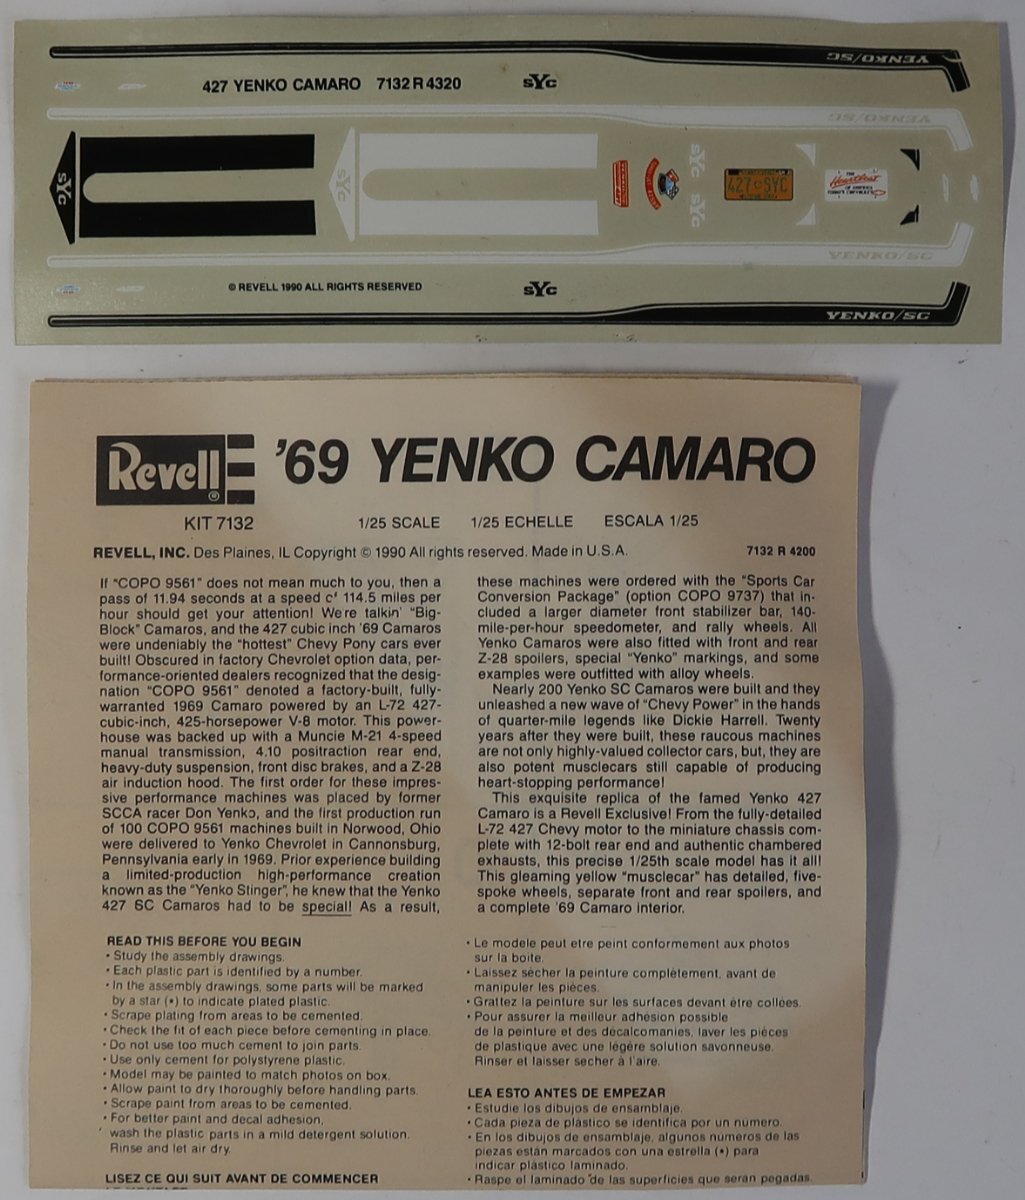 YENKO/SC
427 YENKO CAMARO 7132 R 4320
sYc
YENKO/SC
sYc
sYc
sYc
sYc
427 SYC
THE
Heartbeat
OF AMERICA
TODAY'S CHEVROLET
YENKO/SC
© REVELL 1990 ALL RIGHTS RESERVED
sYc
YENKO/SC
Revell ®
'69 YENKO CAMARO
KIT 7132 1/25 SCALE 1/25 ECHELLE ESCALA 1/25
REVELL, INC. Des Plaines, IL Copyright © 1990 All rights reserved. Made in U.S.A. 7132 R 4200
If "COPO 9561" does not mean much to you, then a
pass of 11.94 seconds at a speed of 114.5 miles per
hour should get your attention! We're talkin' "Big-
Block" Camaros, and the 427 cubic inch '69 Camaros
were undeniably the "hottest" Chevy Pony cars ever
built! Obscured in factory Chevrolet option data, per-
formance-oriented dealers recognized that the desig-
nation "COPO 9561" denoted a factory-built, fully-
warranted 1969 Camaro powered by an L-72 427-
cubic-inch, 425-horsepower V-8 motor. This power-
house was backed up with a Muncie M-21 4-speed
manual transmission, 4.10 positraction rear end,
heavy-duty suspension, front disc brakes, and a Z-28
air induction hood. The first order for these impres-
sive performance machines was placed by former
SCCA racer Don Yenko, and the first production run
of 100 COPO 9561 machines built in Norwood, Ohio
were delivered to Yenko Chevrolet in Cannonsburg,
Pennsylvania early in 1969. Prior experience building
a limited-production high-performance creation
known as the "Yenko Stinger", he knew that the Yenko
427 SC Camaros had to be special! As a result,
these machines were ordered with the "Sports Car
Conversion Package" (option COPO 9737) that in-
cluded a larger diameter front stabilizer bar, 140-
mile-per-hour speedometer, and rally wheels. All
Yenko Camaros were also fitted with front and rear
Z-28 spoilers, special "Yenko" markings, and some
examples were outfitted with alloy wheels.
Nearly 200 Yenko SC Camaros were built and they
unleashed a new wave of "Chevy Power" in the hands
of quarter-mile legends like Dickie Harrell. Twenty
years after they were built, these raucous machines
are not only highly-valued collector cars, but, they are
also potent musclecars still capable of producing
heart-stopping performance!
This exquisite replica of the famed Yenko 427
Camaro is a Revell Exclusive! From the fully-detailed
L-72 427 Chevy motor to the miniature chassis com-
plete with 12-bolt rear end and authentic chambered
exhausts, this precise 1/25th scale model has it all!
This gleaming yellow "musclecar" has detailed, five-
spoke wheels, separate front and rear spoilers, and
a complete '69 Camaro interior.
READ THIS BEFORE YOU BEGIN
• Study the assembly drawings.
• Each plastic part is identified by a number.
• In the assembly drawings, some parts will be marked
by a star (*) to indicate plated plastic.
• Scrape plating from areas to be cemented.
• Check the fit of each piece before cementing in place.
• Do not use too much cement to join parts.
• Use only cement for polystyrene plastic.
• Model may be painted to match photos on box.
• Allow paint to dry thoroughly before handling parts.
• Scrape paint from areas to be cemented.
• For better paint and decal adhesion,
wash the plastic parts in a mild detergent solution.
Rinse and let air dry.
LISEZ CE QUI SUIT AVANT DE COMMENCER
LE MONTAGE
• Le modele peut etre peint conformement aux photos
sur la boite.
• Laissez sècher la peinture complètement, avant de
manipuler les pièces.
• Grattez la peinture sur les surfaces devant être collées.
• Pour assurer la meilleur adhésion possible
de la peinture et des décalcomanies, laver les pièces
de plastique avec une légère solution savonneuse.
Rinser et laisser secher à l'aire.
LEA ESTO ANTES DE EMPEZAR
• Estudie los dibujos de ensamblaje.
• Cada pieza de plástico se identifica por un numero.
• En los dibujos de ensamblaje, algunos números de las
piezas están marcados con una estrella (*) para
indicar plástico laminado.
• Raspe el laminado de las superficies que seran pegadas.